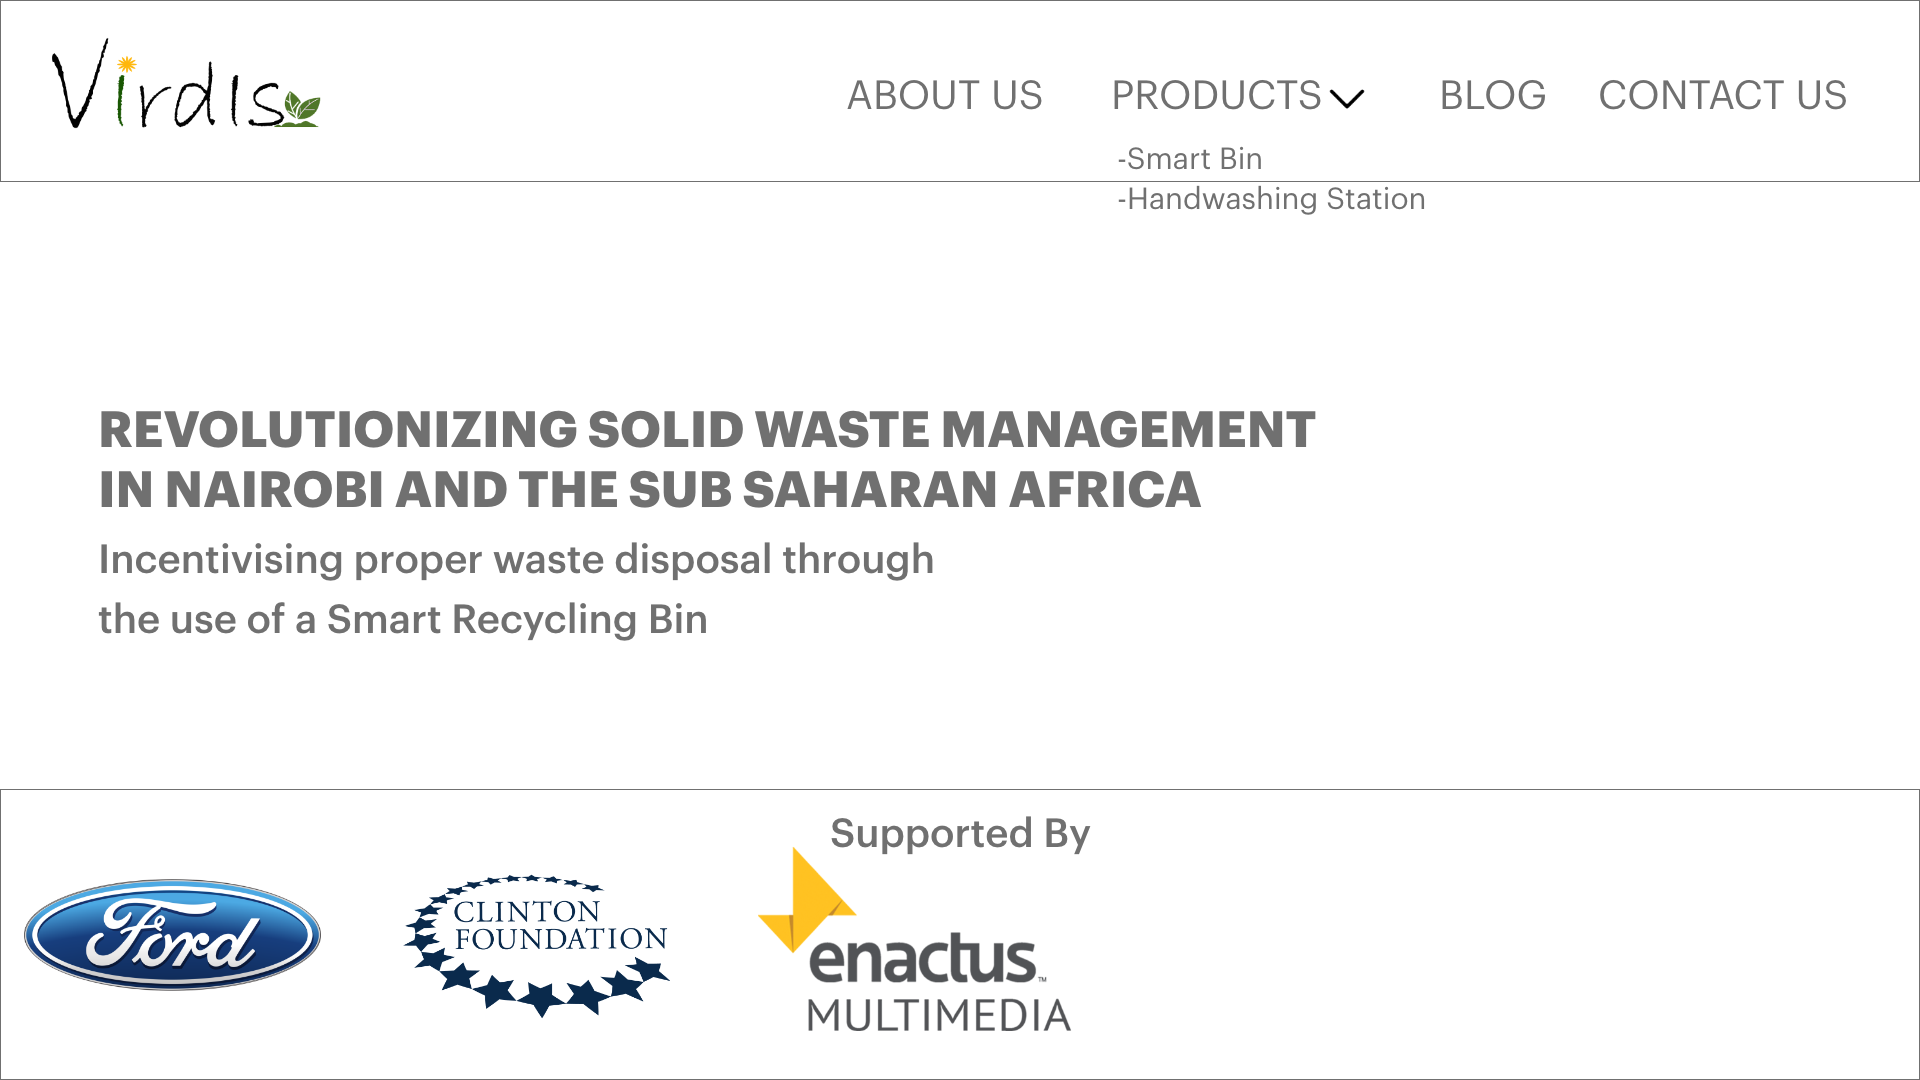 VirdIs
ABOUT US PRODUCTS BLOG CONTACT US
-Smart Bin
-Handwashing Station
REVOLUTIONIZING SOLID WASTE MANAGEMENT
IN NAIROBI AND THE SUB SAHARAN AFRICA
Incentivising proper waste disposal through
the use of a Smart Recycling Bin
Supported By
Ford
CLINTON
FOUNDATION
enactus™
MULTIMEDIA